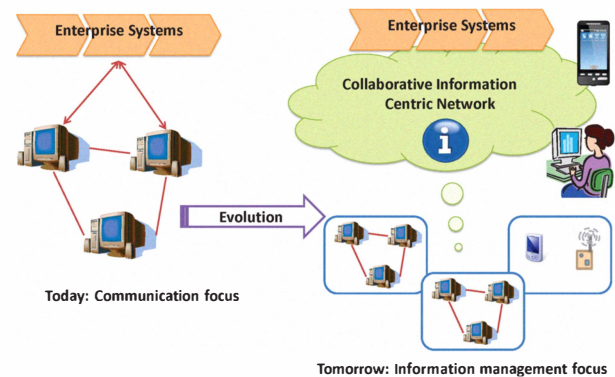 Enterprise Systems
Enterprise Systems
Collaborative Information
Centric Network
i
Evolution
Today: Communication focus
Tomorrow: Information management focus